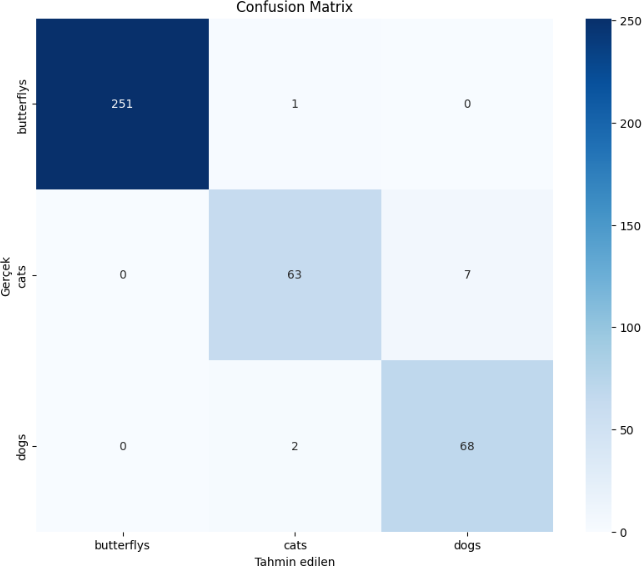 Confusion Matrix
butterflys
251
1
0
cats
0
63
7
dogs
0
2
68
Gerçek
butterflys
cats
dogs
Tahmin edilen
250
200
150
100
50
0